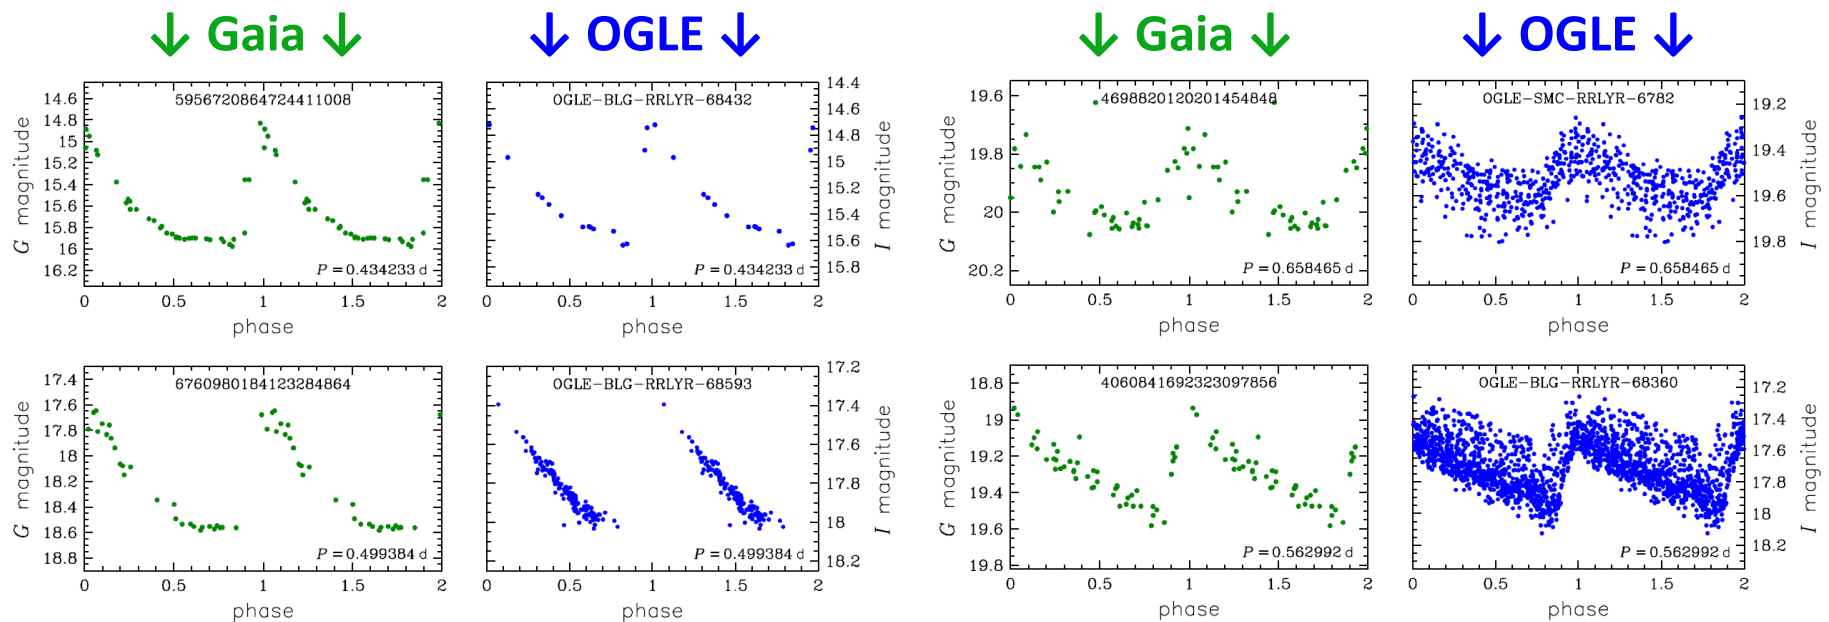 ↓ Gaia ↓
↓ OGLE ↓
↓ Gaia ↓
↓ OGLE ↓
5956720864724411008
14.6
14.8
15
15.2
15.4
15.6
15.8
16
16.2
G magnitude
P = 0.434233 d
0 0.5 1 1.5 2
phase
OGLE-BLG-RRLYR-68432
14.4
14.6
14.8
15
15.2
15.4
15.6
15.8
I magnitude
P = 0.434233 d
0 0.5 1 1.5 2
phase
4698820120201454848
19.6
19.8
20
20.2
G magnitude
P = 0.658465 d
0 0.5 1 1.5 2
phase
OGLE-SMC-RRLYR-6782
19.2
19.4
19.6
19.8
I magnitude
P = 0.658465 d
0 0.5 1 1.5 2
phase
6760980184123284864
17.4
17.6
17.8
18
18.2
18.4
18.6
18.8
G magnitude
P = 0.499384 d
0 0.5 1 1.5 2
phase
OGLE-BLG-RRLYR-68593
17.2
17.4
17.6
17.8
18
18.2
I magnitude
P = 0.499384 d
0 0.5 1 1.5 2
phase
4060841692323097856
18.8
19
19.2
19.4
19.6
19.8
G magnitude
P = 0.562992 d
0 0.5 1 1.5 2
phase
OGLE-BLG-RRLYR-68360
17.2
17.4
17.6
17.8
18
18.2
I magnitude
P = 0.562992 d
0 0.5 1 1.5 2
phase